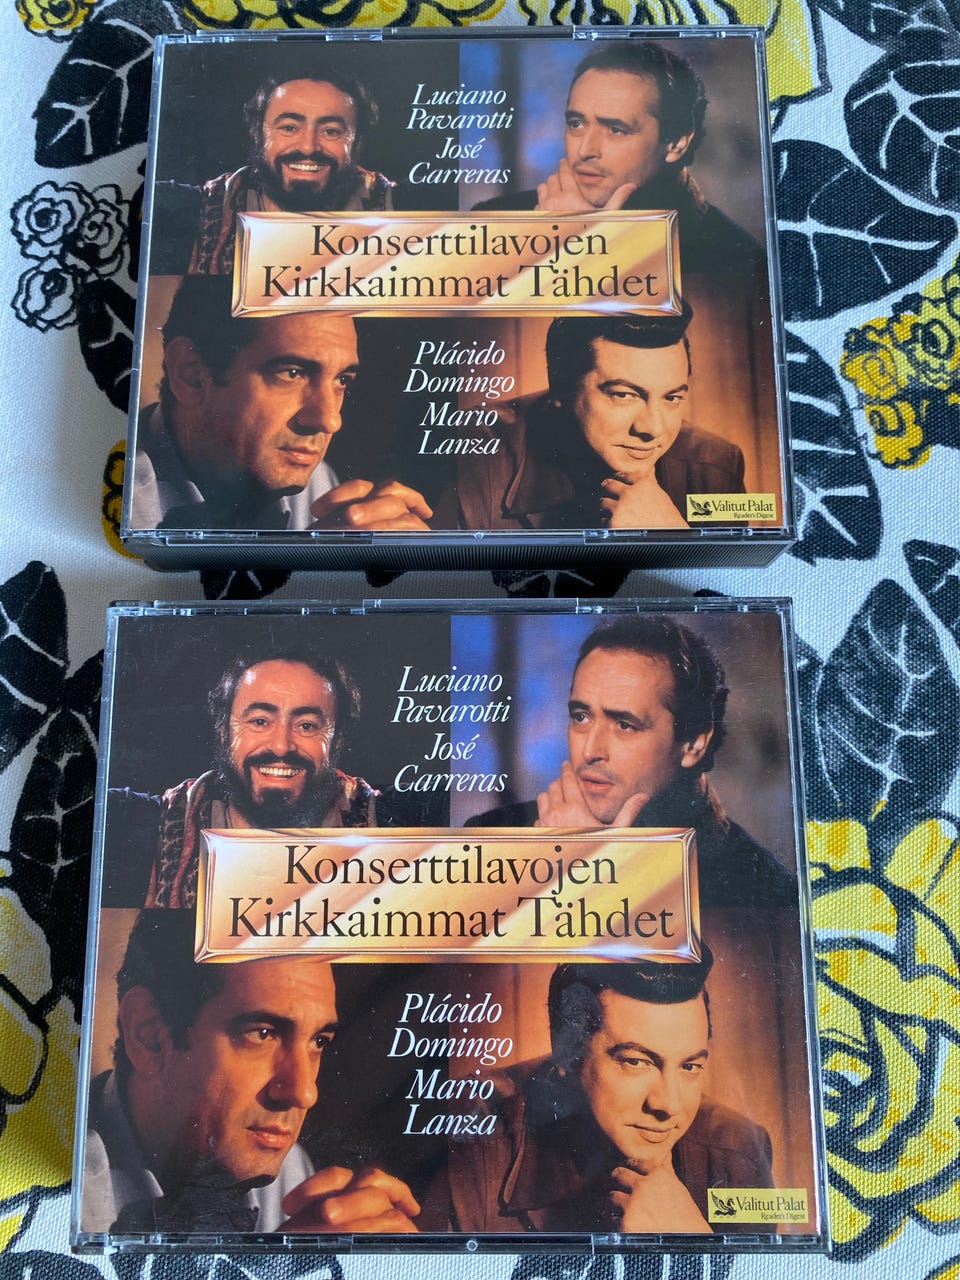 Luciano
Pavarotti
José
Carreras
Konserttilavojen
Kirkkaimmat Tähdet
Plácido
Domingo
Mario
Lanza
Valitut Palat
Reader's Digest
Luciano
Pavarotti
José
Carreras
Konserttilavojen
Kirkkaimmat Tähdet
Plácido
Domingo
Mario
Lanza
Valitut Palat
Reader's Digest